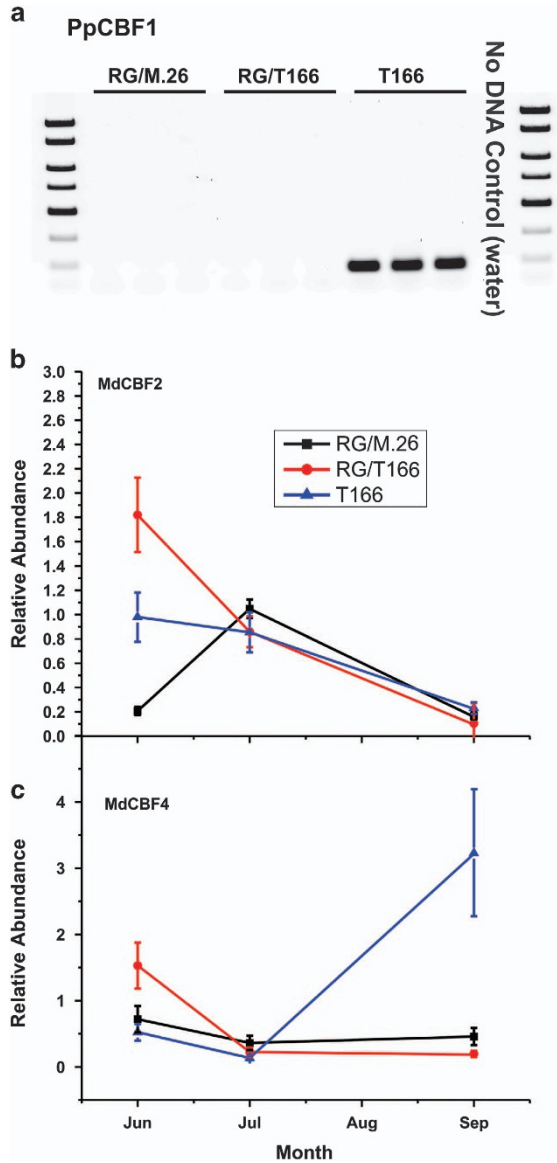 a
PpCBF1
RG/M.26
RG/T166
T166
No DNA Control (water)
b
MdCBF2
RG/M.26
RG/T166
T166
Relative Abundance
3.0
2.8
2.6
2.4
2.2
2.0
1.8
1.6
1.4
1.2
1.0
0.8
0.6
0.4
0.2
0.0
c
MdCBF4
Relative Abundance
4
3
2
1
0
Jun
Jul
Aug
Sep
Month